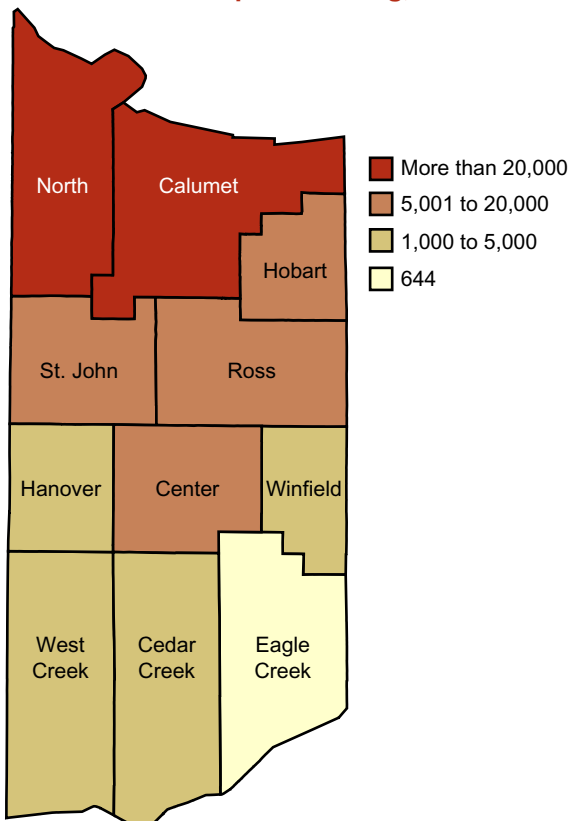 North
Calumet
Hobart
St. John
Ross
Hanover
Center
Winfield
West
Creek
Cedar
Creek
Eagle
Creek
More than 20,000
5,001 to 20,000
1,000 to 5,000
644